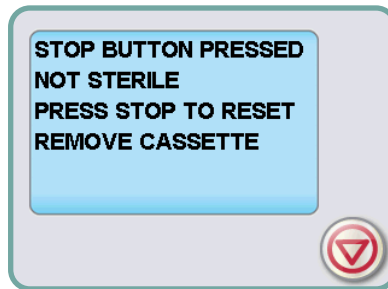 STOP BUTTON PRESSED
NOT STERILE
PRESS STOP TO RESET
REMOVE CASSETTE